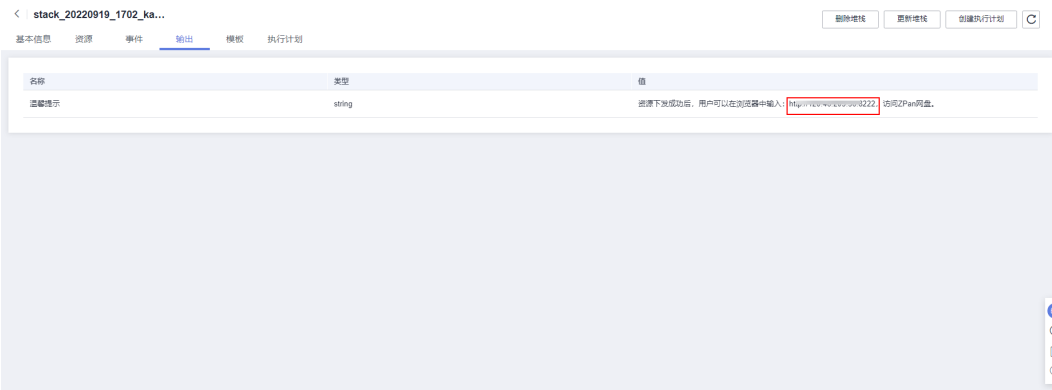 stack_20220919_1702_ka...
删除堆栈 更新堆栈 创建执行计划
基本信息 资源 事件 输出 模板 执行计划
名称 类型 值
温馨提示 string 资源下发成功后，用户可以在浏览器中输入: 访问ZPan网盘。